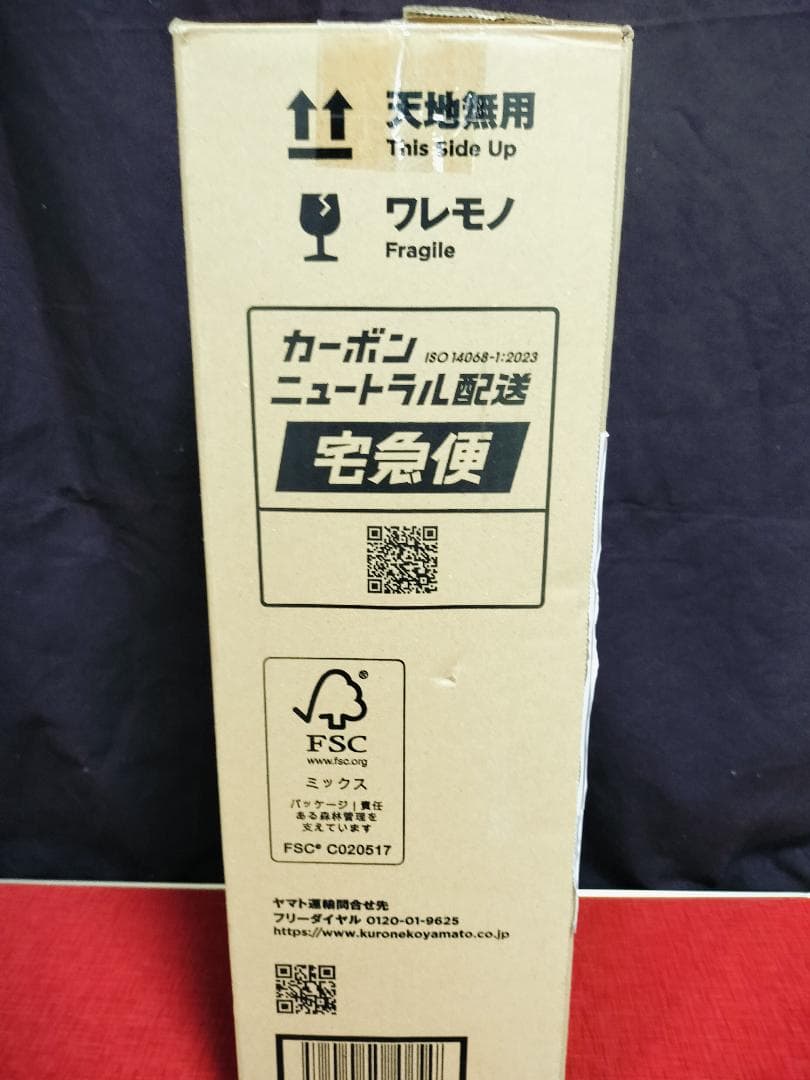 天地無用
This Side Up
ワレモノ
Fragile
カーボン
ISO 14068-1:2023
ニュートラル配送
宅急便
®
FSC
www.fsc.org
ミックス
パッケージ | 責任
ある森林管理を
支えています
FSC® C020517
ヤマト運輸問合せ先
フリーダイヤル 0120-01-9625
https://www.kuronekoyamato.co.jp